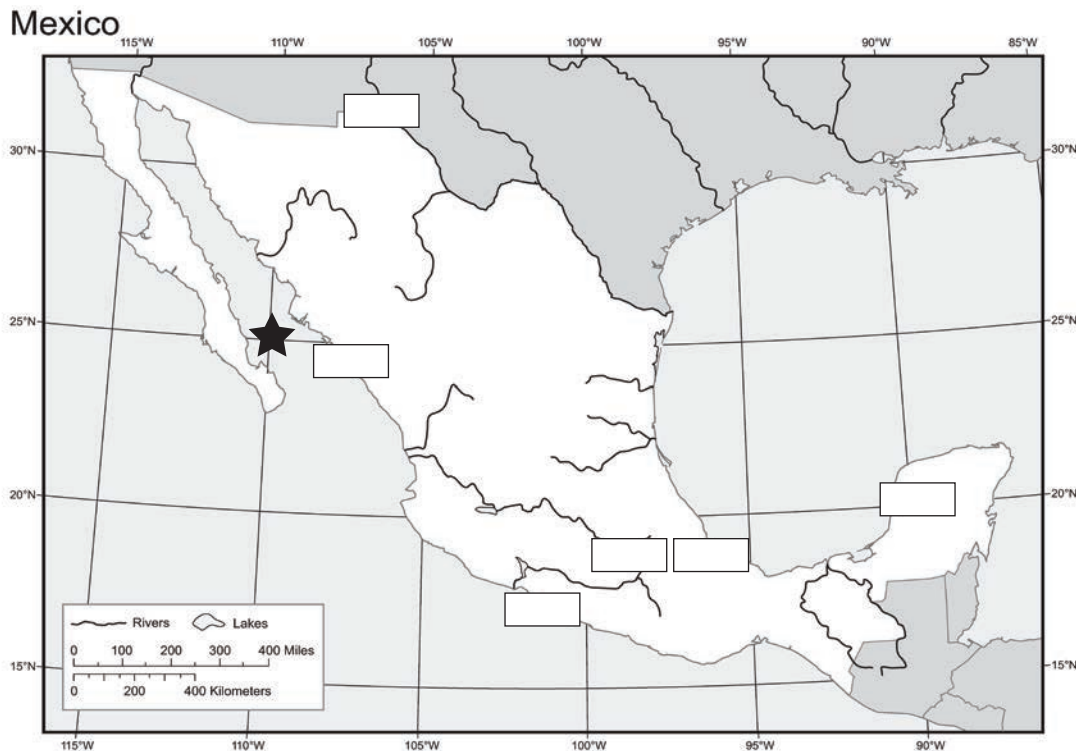 Mexico
115°W 110°W 105°W 100°W 95°W 90°W 85°W
30°N 30°N
25°N 25°N
20°N 20°N
Rivers Lakes
0 100 200 300 400 Miles
15°N 15°N
0 200 400 Kilometers
115°W 110°W 105°W 100°W 95°W 90°W